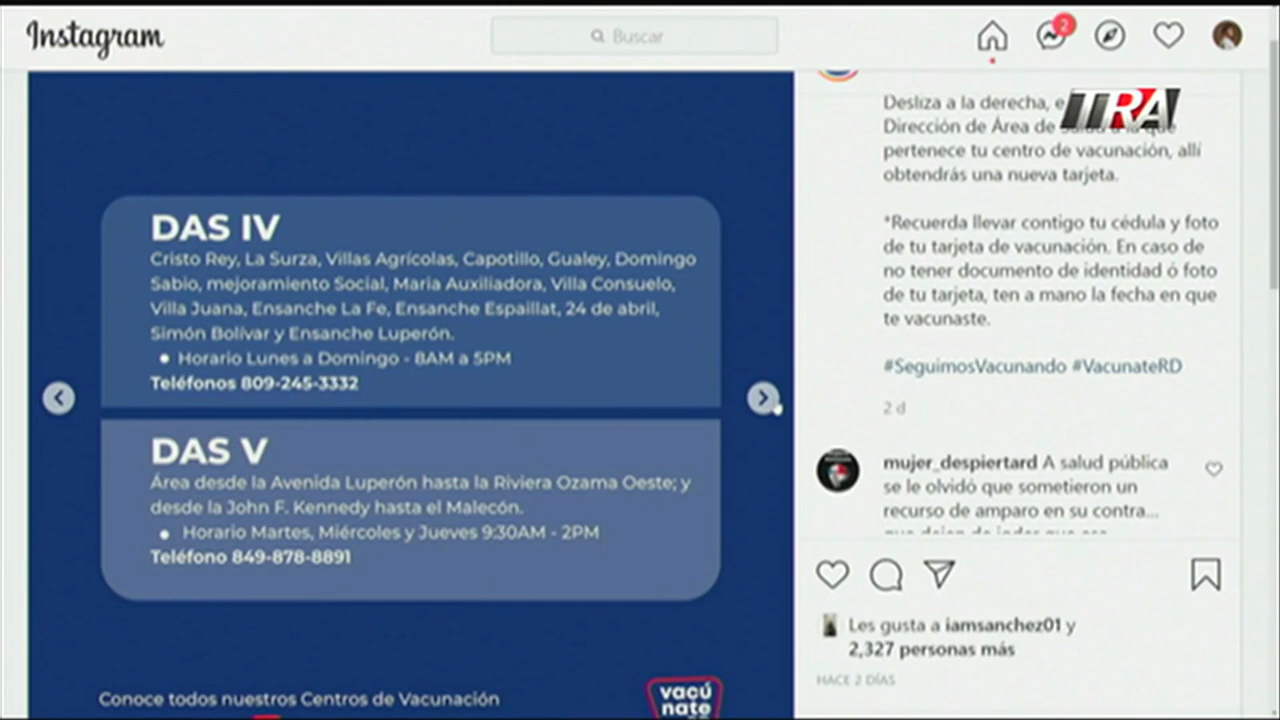 Instagram
Buscar
2
TRA
DAS IV
Cristo Rey, La Surza, Villas Agrícolas, Capotillo, Gualey, Domingo
Sabio, mejoramiento Social, Maria Auxiliadora, Villa Consuelo,
Villa Juana, Ensanche La Fe, Ensanche Espaillat, 24 de abril,
Simón Bolívar y Ensanche Luperón.
• Horario Lunes a Domingo - 8AM a 5PM
Teléfonos 809-245-3332
DAS V
Área desde la Avenida Luperón hasta la Riviera Ozama Oeste; y
desde la John F. Kennedy hasta el Malecón.
• Horario Martes, Miércoles y Jueves 9:30AM - 2PM
Teléfono 849-878-8891
Conoce todos nuestros Centros de Vacunación
vacú
nate
Desliza a la derecha, e
Dirección de Área de
pertenece tu centro de vacunación, allí
obtendrás una nueva tarjeta.
*Recuerda llevar contigo tu cédula y foto
de tu tarjeta de vacunación. En caso de
no tener documento de identidad ó foto
de tu tarjeta, ten a mano la fecha en que
te vacunaste.
#SeguimosVacunando #VacunateRD
2 d
mujer_despiertard A salud pública
se le olvidó que sometieron un
recurso de amparo en su contra...
Les gusta a iamsanchez01 y
2,327 personas más
HACE 2 DÍAS